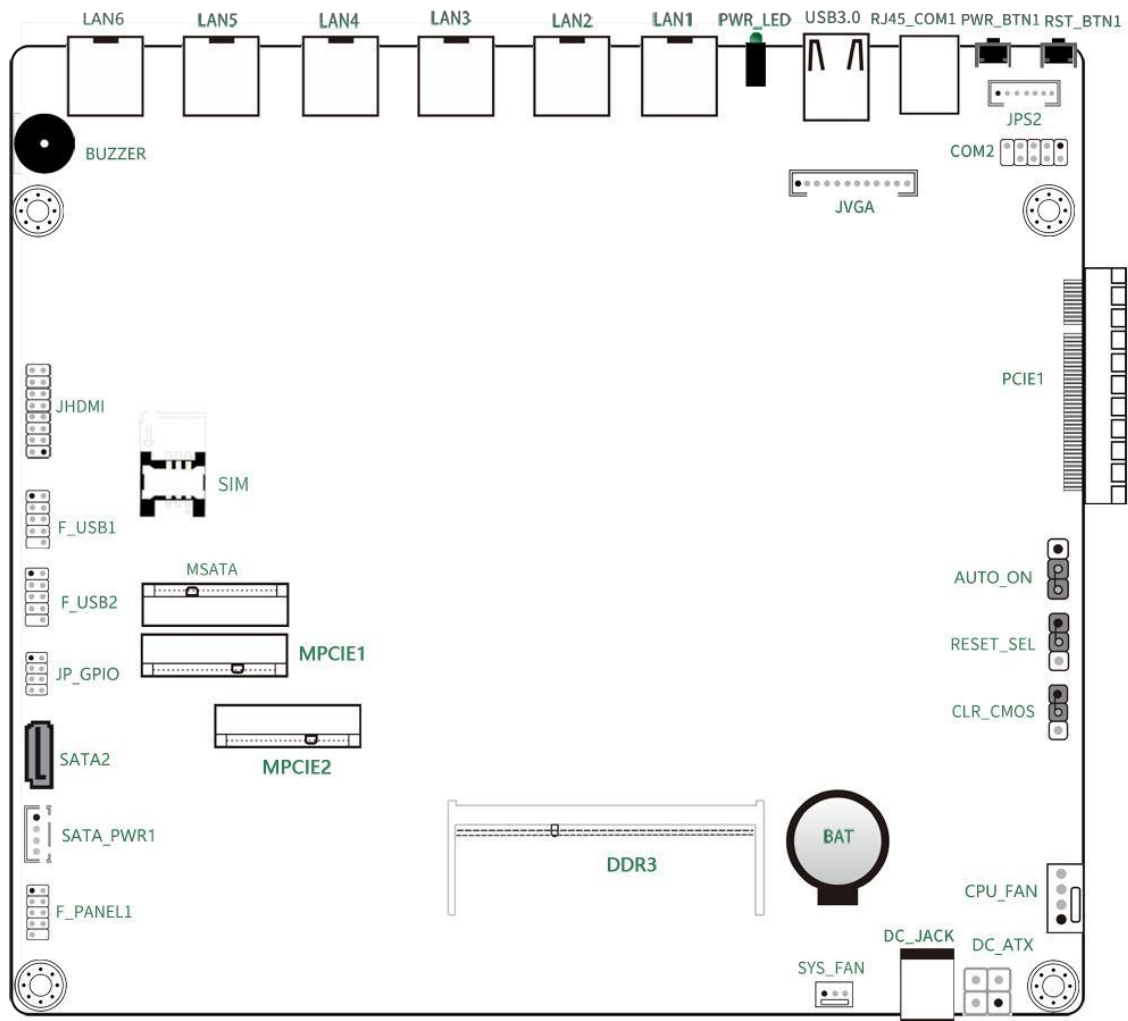 LAN6 LAN5 LAN4 LAN3 LAN2 LAN1 PWR_LED USB3.0 RJ45_COM1 PWR_BTN1 RST_BTN1
JPS2
BUZZER
COM2
JVGA
PCIE1
JHDMI
SIM
F_USB1
MSATA
AUTO_ON
F_USB2
RESET_SEL
MPCIE1
JP_GPIO
CLR_CMOS
SATA2
MPCIE2
SATA_PWR1
BAT
DDR3
CPU_FAN
F_PANEL1
DC_JACK
DC_ATX
SYS_FAN